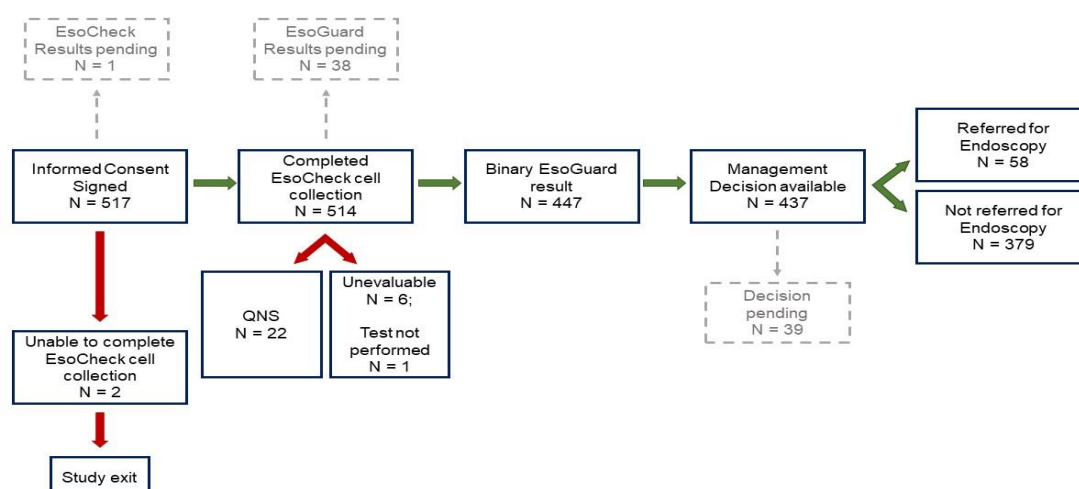 EsoCheck
Results pending
N = 1
EsoGuard
Results pending
N = 38
Informed Consent
Signed
N = 517
Completed
EsoCheck cell
collection
N = 514
Binary EsoGuard
result
N = 447
Management
Decision available
N = 437
Referred for
Endoscopy
N = 58
Not referred for
Endoscopy
N = 379
Unable to complete
EsoCheck cell
collection
N = 2
QNS
N = 22
Unevaluable
N = 6;
Test not
performed
N = 1
Decision
pending
N = 39
Study exit